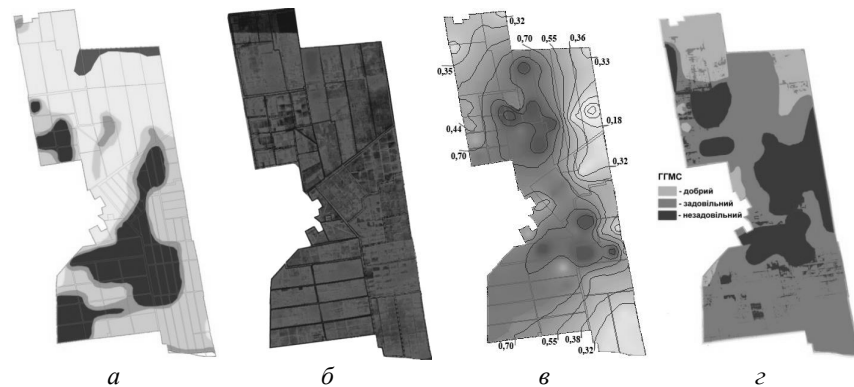 0,32
0,70
0,55
0,36
0,33
0,35
0,18
0,44
0,70
0,32
ГГМС
- добрий
- задовільний
- незадовільний
0,70
0,55
0,38
0,32
а
б
в
г